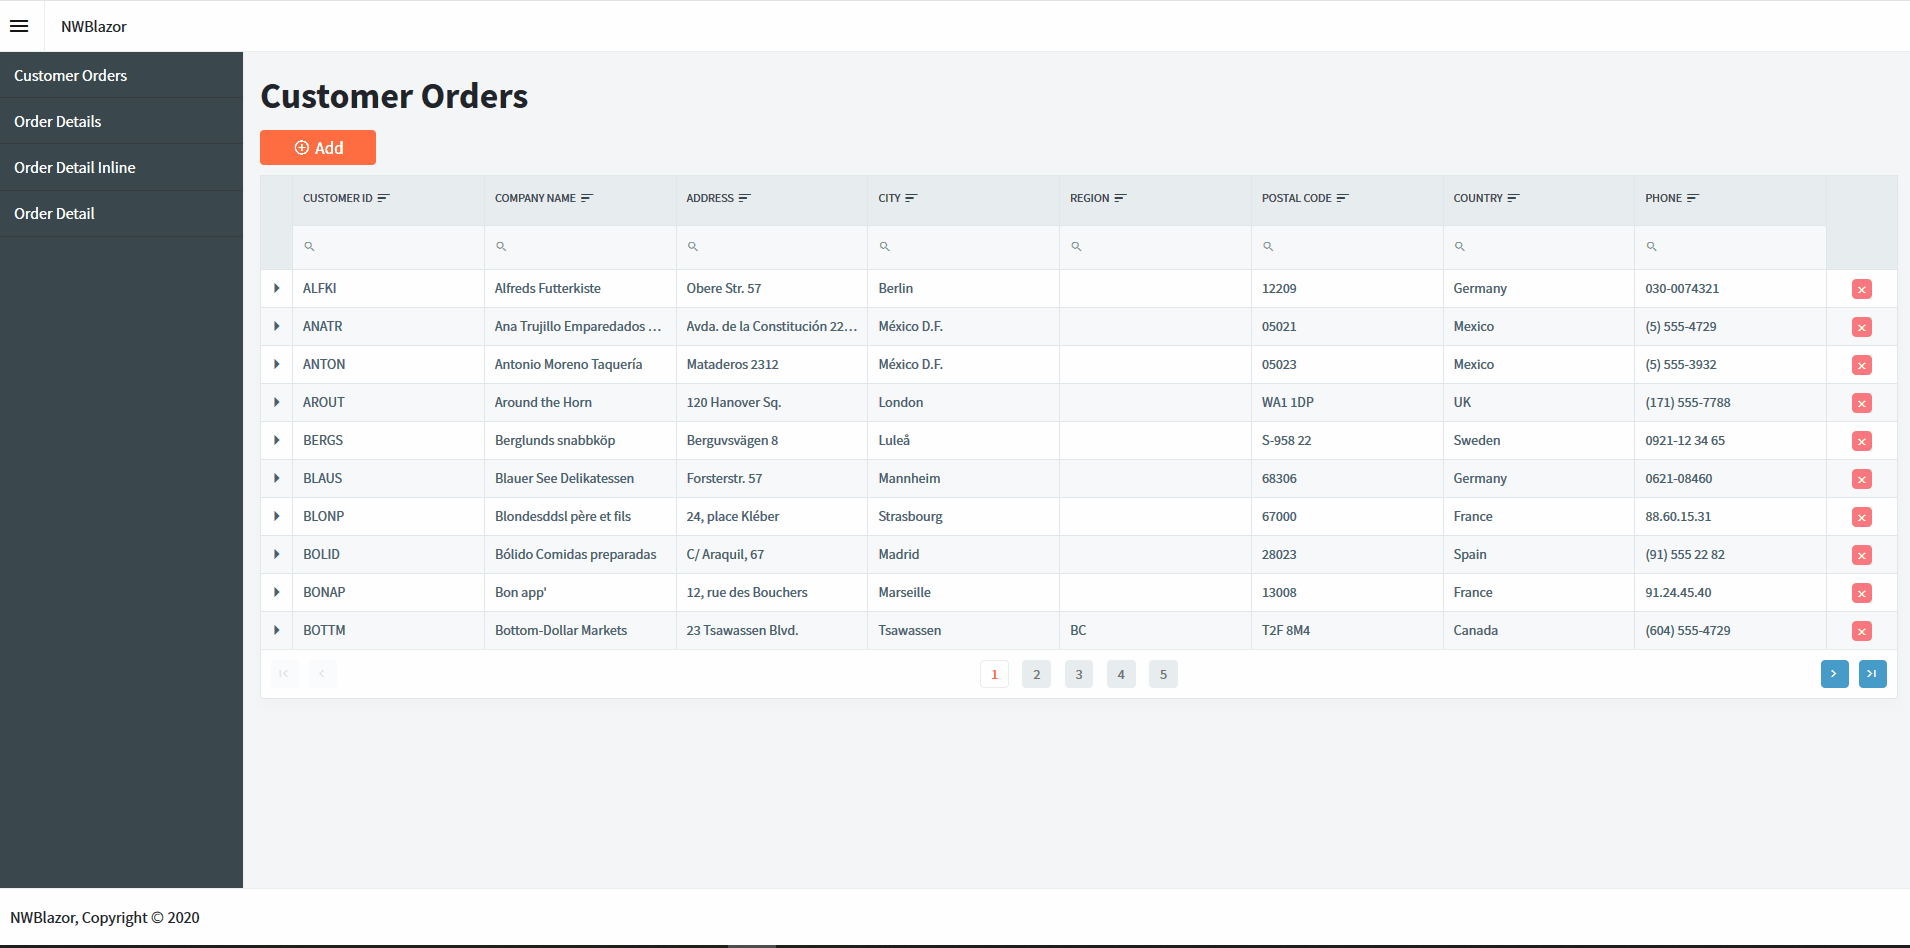 NWBlazor
Customer Orders
Order Details
Order Detail Inline
Order Detail
Customer Orders
Add
CUSTOMER ID COMPANY NAME ADDRESS CITY REGION POSTAL CODE COUNTRY PHONE
ALFKI Alfreds Futterkiste Obere Str. 57 Berlin 12209 Germany 030-0074321
ANATR Ana Trujillo Emparedados ... Avda. de la Constitución 22... México D.F. 05021 Mexico (5) 555-4729
ANTON Antonio Moreno Taquería Mataderos 2312 México D.F. 05023 Mexico (5) 555-3932
AROUT Around the Horn 120 Hanover Sq. London WA1 1DP UK (171) 555-7788
BERGS Berglunds snabbköp Berguvsvägen 8 Luleå S-958 22 Sweden 0921-12 34 65
BLAUS Blauer See Delikatessen Forsterstr. 57 Mannheim 68306 Germany 0621-08460
BLONP Blondesddsl père et fils 24, place Kléber Strasbourg 67000 France 88.60.15.31
BOLID Bólido Comidas preparadas C/ Araquil, 67 Madrid 28023 Spain (91) 555 22 82
BONAP Bon app' 12, rue des Bouchers Marseille 13008 France 91.24.45.40
BOTTM Bottom-Dollar Markets 23 Tsawassen Blvd. Tsawassen BC T2F 8M4 Canada (604) 555-4729
1 2 3 4 5
NWBlazor, Copyright © 2020